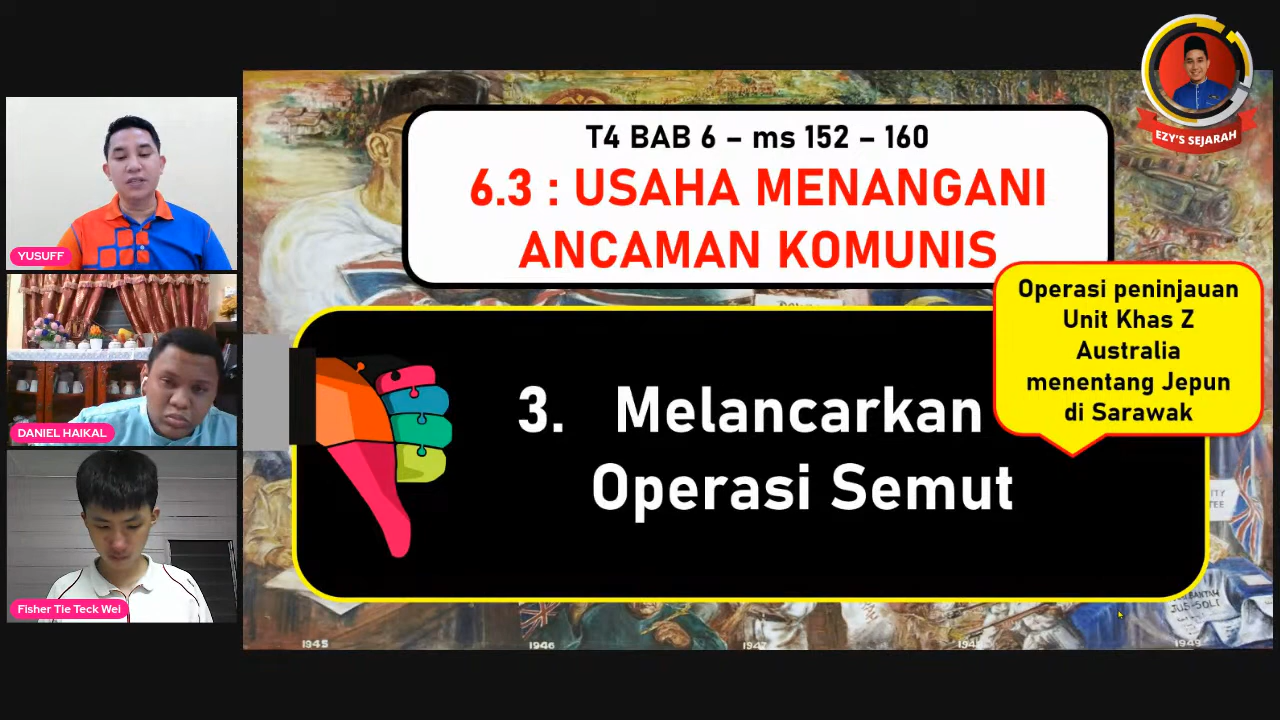 EZY'S SEJARAH
T4 BAB 6 – ms 152 – 160
6.3 : USAHA MENANGANI
ANCAMAN KOMUNIS
Operasi peninjauan
Unit Khas Z
Australia
menentang Jepun
di Sarawak
3. Melancarkan
Operasi Semut
YUSUFF
DANIEL HAIKAL
Fisher Tie Teck Wei
1945
1946
1947
1949